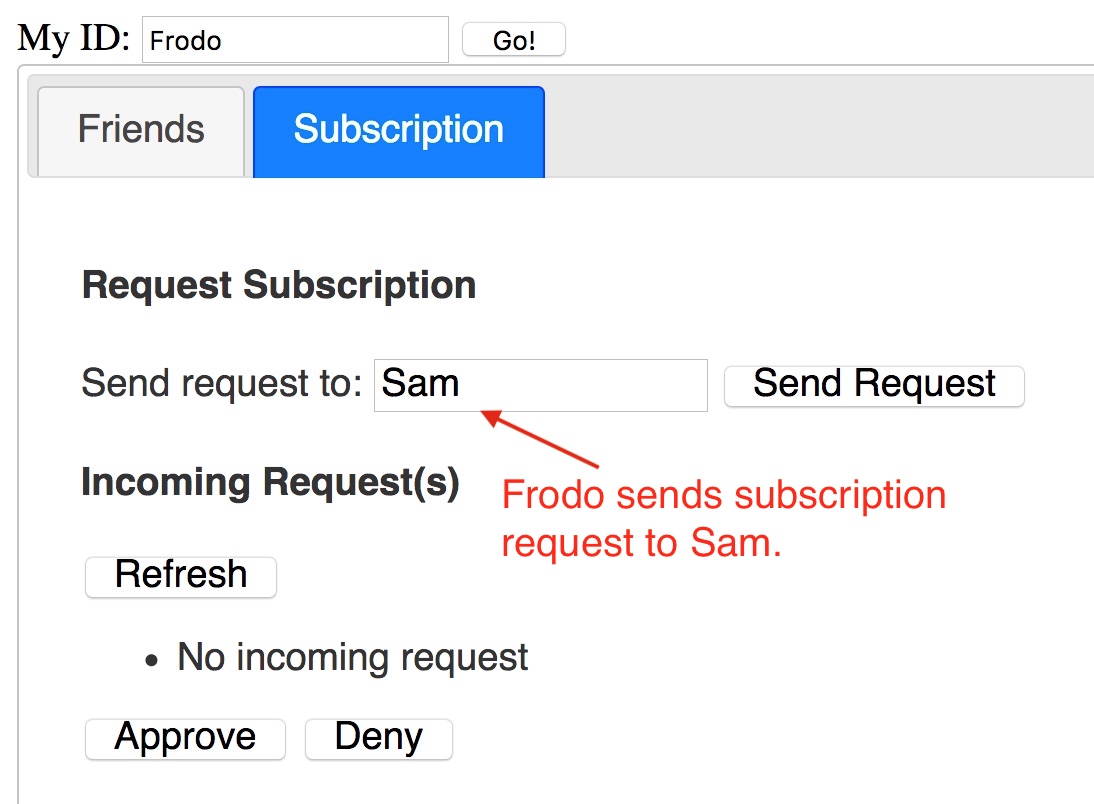 My ID: Frodo Go!
Friends Subscription
Request Subscription
Send request to: Sam Send Request
Incoming Request(s)
Frodo sends subscription
request to Sam.
Refresh
• No incoming request
Approve Deny